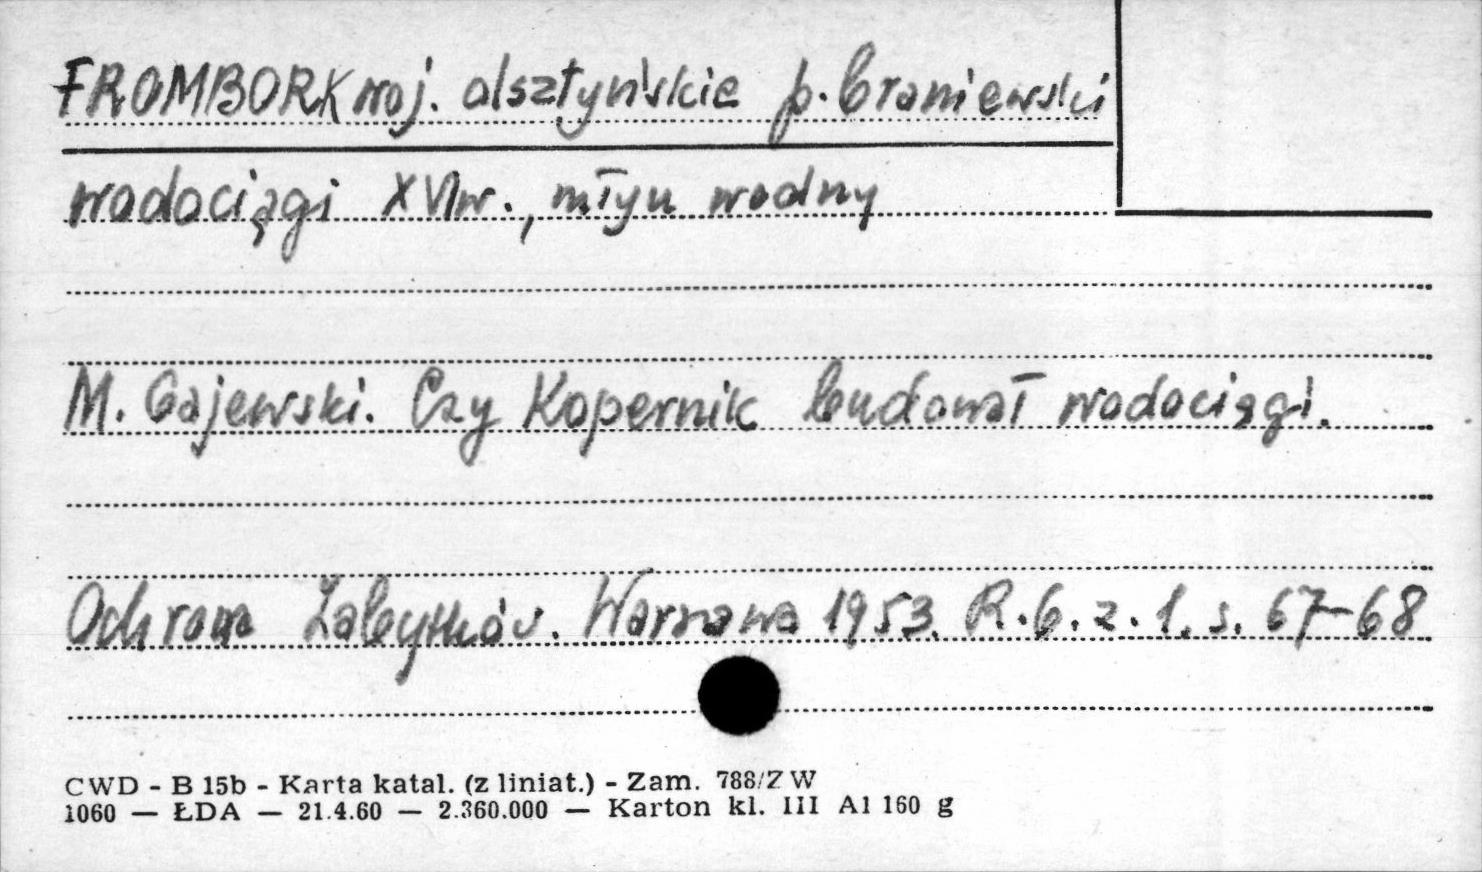 FROMBORK woj. olsztyńskie p. braniewski
wodociągi XVI w., młyn wodny
M. Gajewski. Czy Kopernik budował wodociągi.
Ochrona Zabytków. Warszawa 1953. R.6. z.1. s. 67-68
CWD - B 15b - Karta katal. (z liniat.) - Zam. 788/ZW
1060 — ŁDA — 21.4.60 — 2.360.000 — Karton kl. III A1 160 g